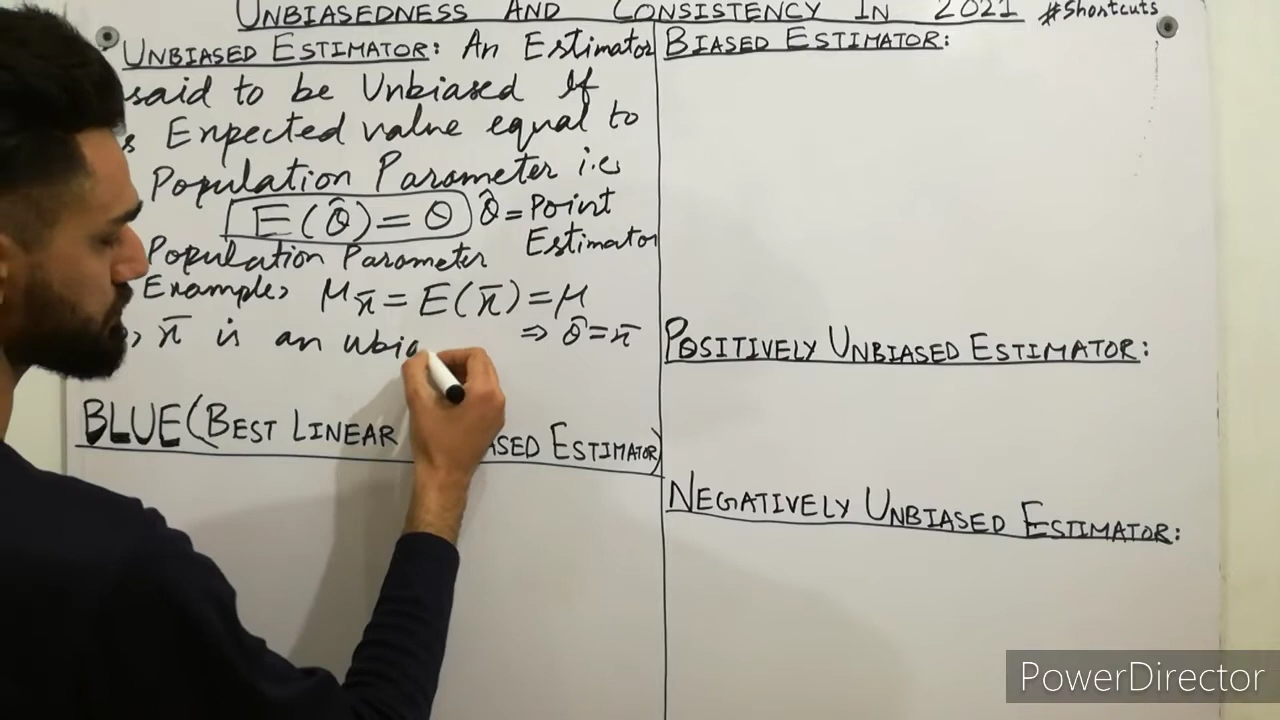 UNBIASEDNESS AND CONSISTENCY IN 2021 #Shortcuts
UNBIASED ESTIMATOR: An Estimator
said to be Unbiased If
Expected value equal to
Population Parameter i.e
E(θ̂) = θ θ̂ = Point
Estimator
Population Parameter
Example, μx̄ = E(x̄) = μ
x̄ is an ubia ⇒ θ̂ = x̄
BLUE (BEST LINEAR ASED ESTIMATOR)
BIASED ESTIMATOR:
POSITIVELY UNBIASED ESTIMATOR:
NEGATIVELY UNBIASED ESTIMATOR:
PowerDirector